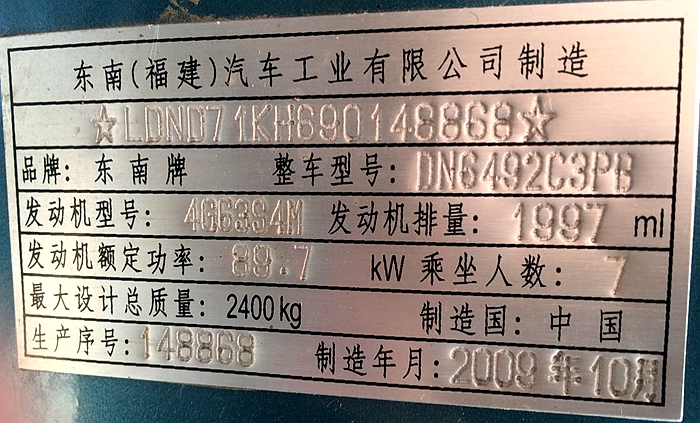 东南(福建)汽车工业有限公司制造
☆LDND71KH690148868☆
品牌: 东南牌 整车型号: DN6492C3PB
发动机型号: 4G63S4M 发动机排量: 1997 ml
发动机额定功率: 89.7 kW 乘坐人数: 7
最大设计总质量: 2400kg 制造国: 中国
生产序号: 148868 制造年月: 2009年10月